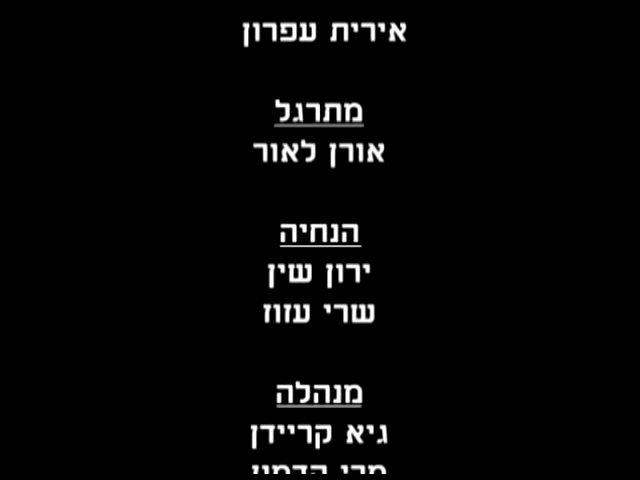 אירית עפרון
מתרגל
אורן לאור
הנחיה
ירון שין
שרי עזוז
מנהלה
גיא קריידן